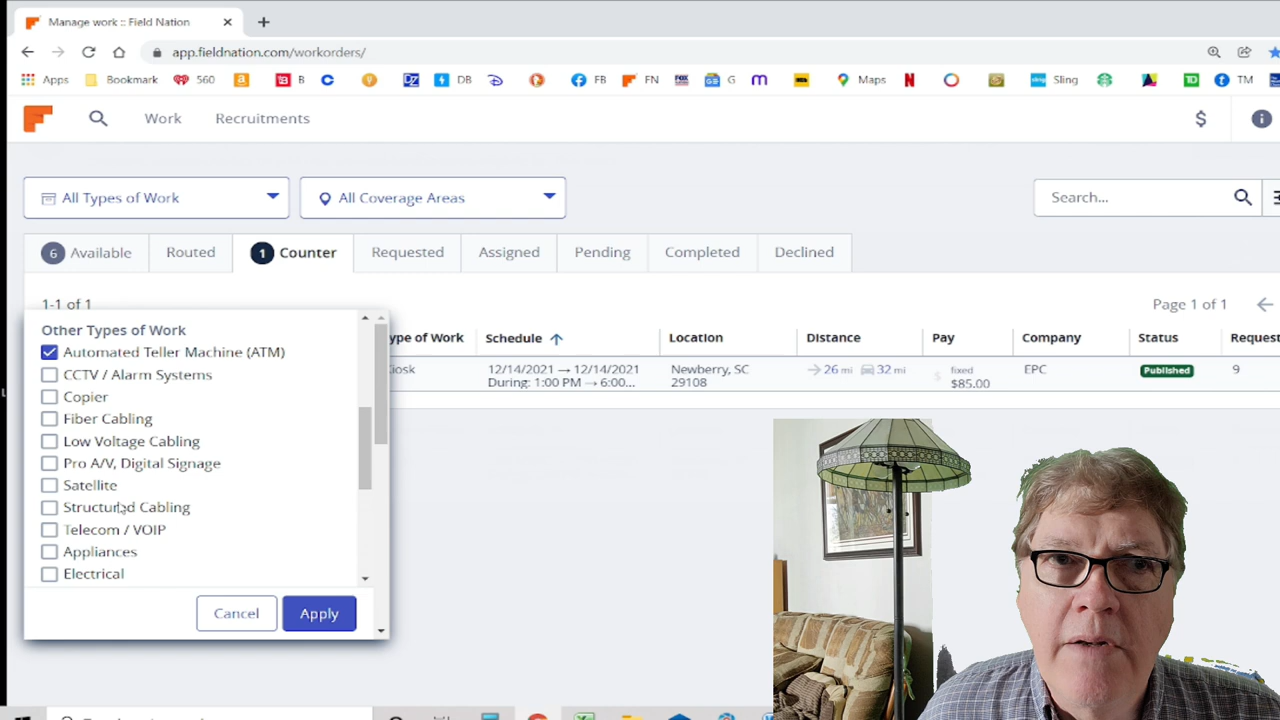 Manage work :: Field Nation
app.fieldnation.com/workorders/
Apps Bookmark 560 B DB FB FN G Maps Sling TM
Work Recruitments $
All Types of Work All Coverage Areas Search...
6 Available Routed 1 Counter Requested Assigned Pending Completed Declined
1-1 of 1 Page 1 of 1
ype of Work Schedule Location Distance Pay Company Status Request
iosk 12/14/2021 → 12/14/2021 Newberry, SC 26 mi 32 mi fixed EPC Published 9
During: 1:00 PM → 6:00... 29108 $ $85.00
Other Types of Work
Automated Teller Machine (ATM)
CCTV / Alarm Systems
Copier
Fiber Cabling
Low Voltage Cabling
Pro A/V, Digital Signage
Satellite
Structured Cabling
Telecom / VOIP
Appliances
Electrical
Cancel Apply